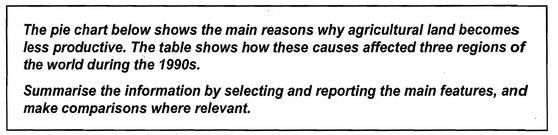 The pie chart below shows the main reasons why agricultural land becomes
less productive. The table shows how these causes affected three regions of
the world during the 1990s.
Summarise the information by selecting and reporting the main features, and
make comparisons where relevant.